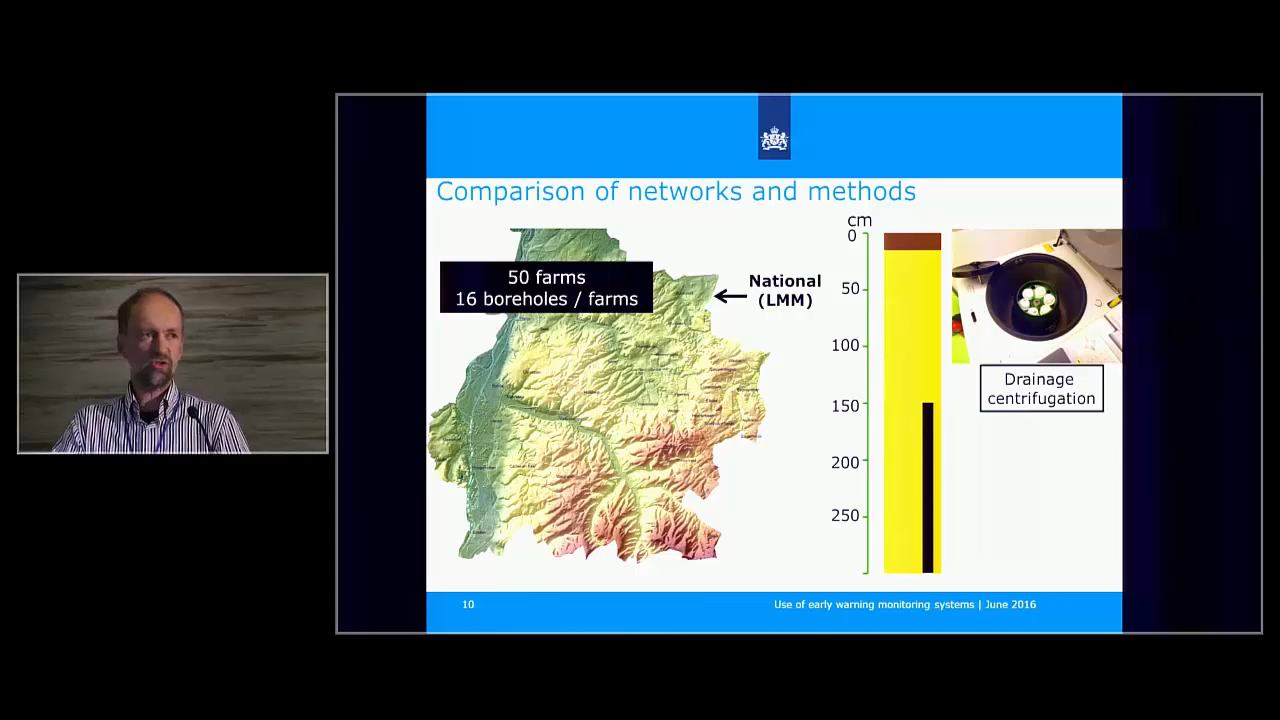 Comparison of networks and methods
50 farms
16 boreholes / farms
National
(LMM)
cm
0
50
100
150
200
250
Drainage
centrifugation
10
Use of early warning monitoring systems | June 2016